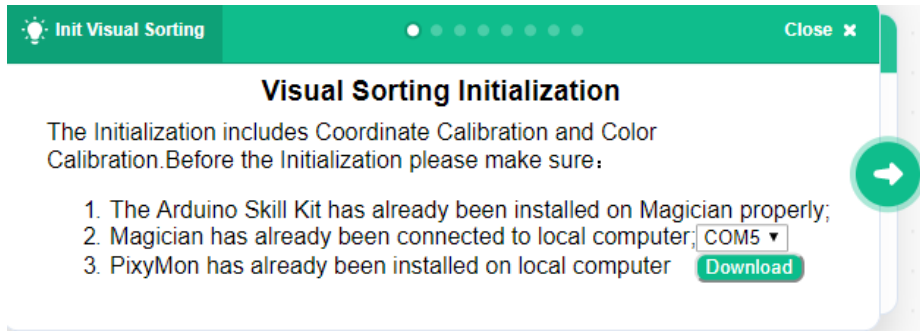 Init Visual Sorting
Close ✖
Visual Sorting Initialization
The Initialization includes Coordinate Calibration and Color
Calibration.Before the Initialization please make sure：
1. The Arduino Skill Kit has already been installed on Magician properly;
2. Magician has already been connected to local computer; COM5 ▾
3. PixyMon has already been installed on local computer Download